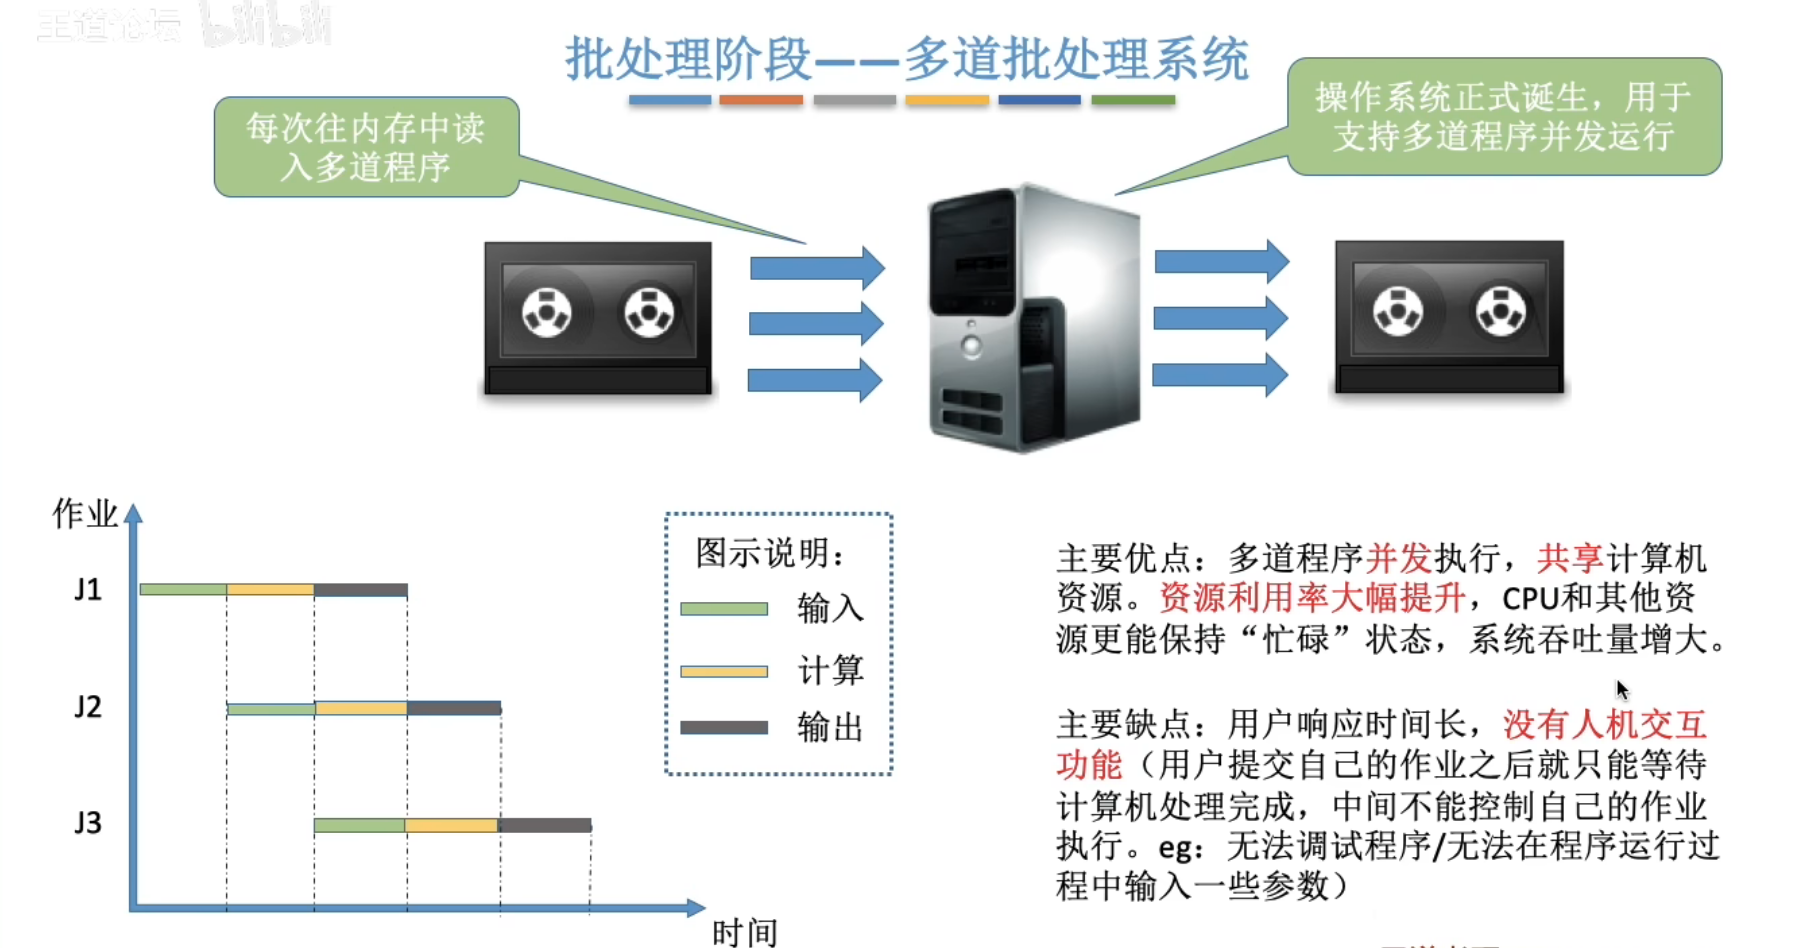 王道论坛 bilibili
批处理阶段——多道批处理系统
每次往内存中读
入多道程序
操作系统正式诞生，用于
支持多道程序并发运行
作业
J1
J2
J3
时间
图示说明：
输入
计算
输出
主要优点：多道程序并发执行，共享计算机
资源。资源利用率大幅提升，CPU和其他资
源更能保持“忙碌”状态，系统吞吐量增大。
主要缺点：用户响应时间长，没有人机交互
功能（用户提交自己的作业之后就只能等待
计算机处理完成，中间不能控制自己的作业
执行。eg：无法调试程序/无法在程序运行过
程中输入一些参数）